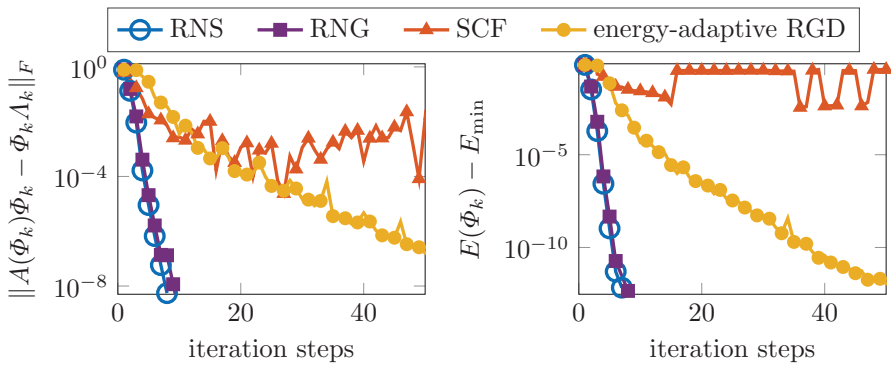 RNS RNG SCF energy-adaptive RGD
||A(Φ_k)Φ_k − Φ_kΛ_k||_F
10^0
10^−4
10^−8
0 20 40
iteration steps
E(Φ_k) − E_min
10^−5
10^−10
0 20 40
iteration steps